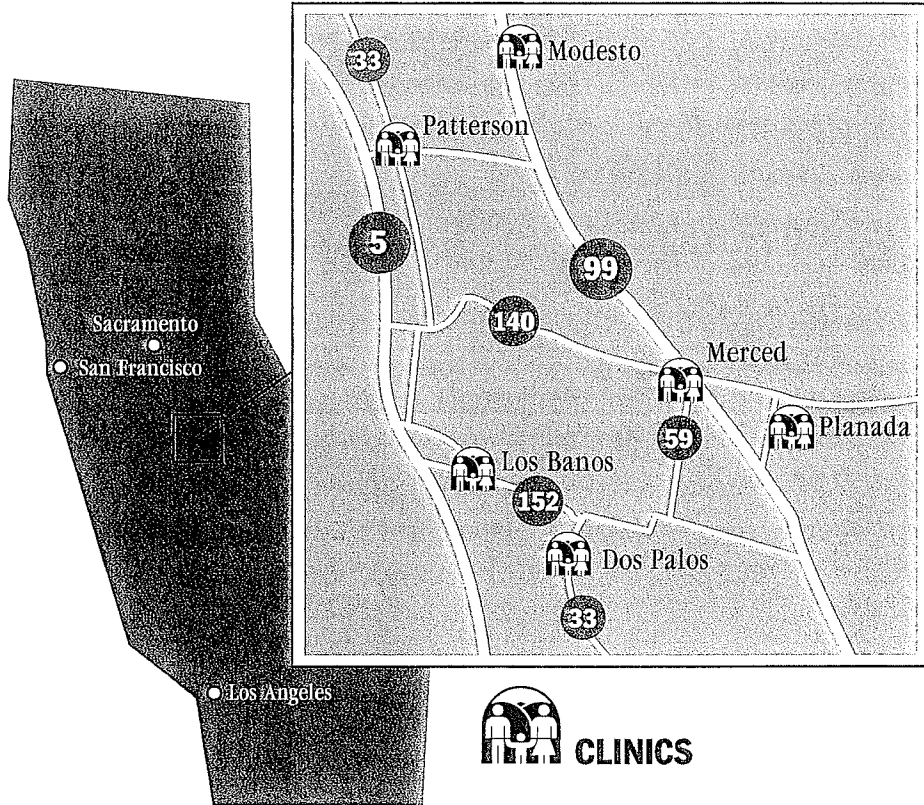 33
Modesto
Patterson
5
99
Sacramento
San Francisco
140
Merced
59
Planada
Los Banos
152
Dos Palos
33
Los Angeles
CLINICS